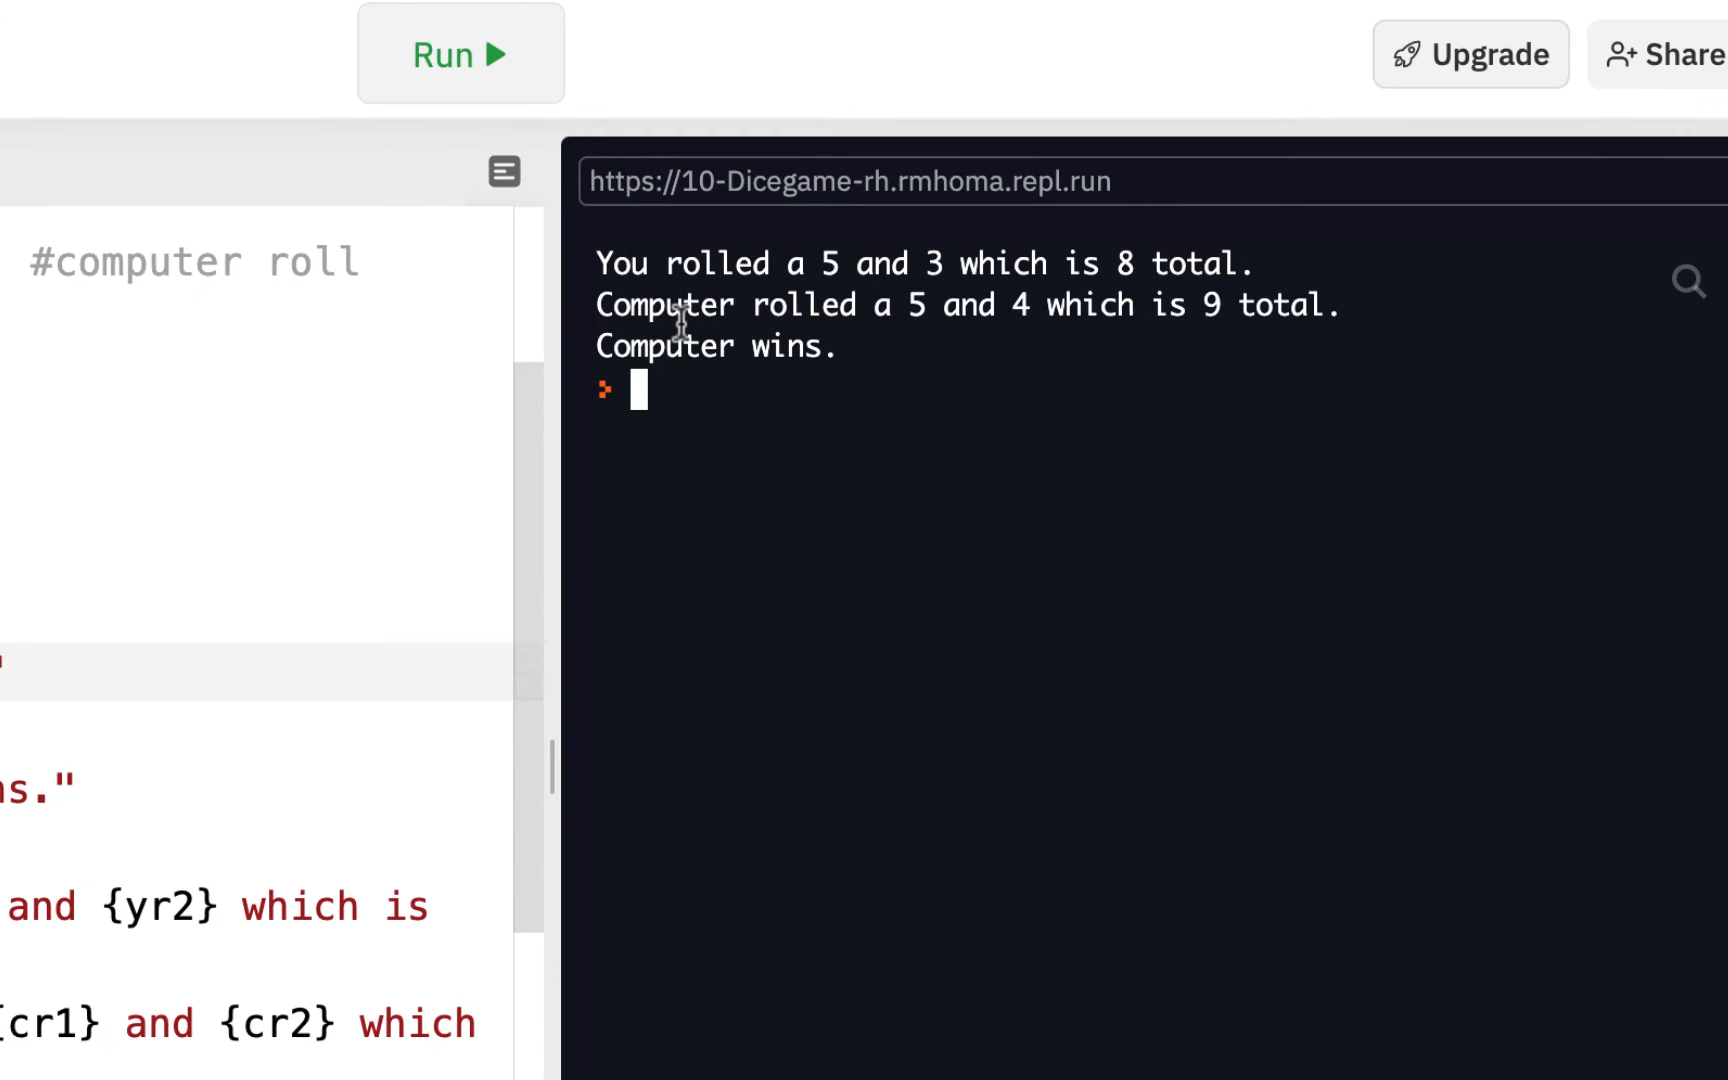 Run
Upgrade
Share
https://10-Dicegame-rh.rmhoma.repl.run
#computer roll
You rolled a 5 and 3 which is 8 total.
Computer rolled a 5 and 4 which is 9 total.
Computer wins.
s."
and {yr2} which is
{cr1} and {cr2} which